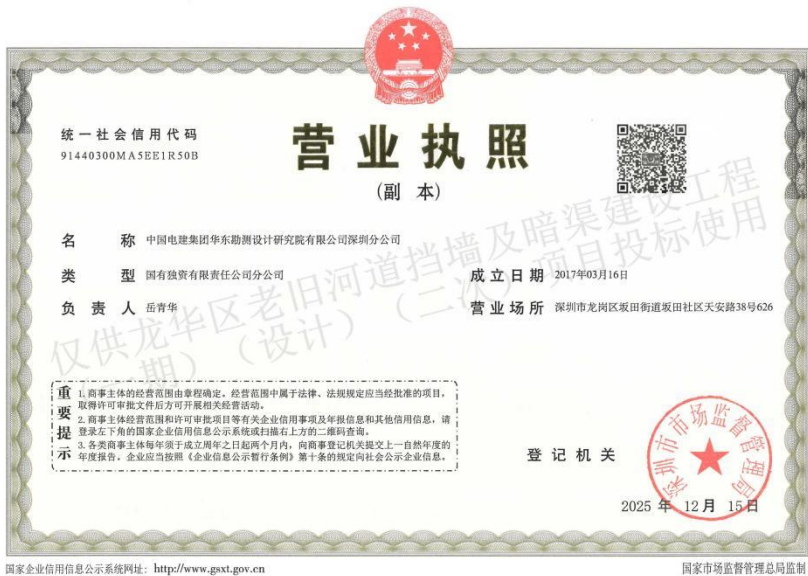 统一社会信用代码
91440300MA5EE1R50B
营业执照
(副 本)
名 称 中国电建集团华东勘测设计研究院有限公司深圳分公司
类 型 国有独资有限责任公司分公司
成立日期 2017年03月16日
负责人 岳青华
营业场所 深圳市龙岗区坂田街道坂田社区天安路38号626
仅供龙华区老旧河道挡墙及暗渠建设工程
(一期)(设计)(二次)项目投标使用
重要提示
1.商事主体的经营范围由章程确定。经营范围中属于法律、法规规定应当经批准的项目,
取得许可审批文件后方可开展相关经营活动。
2.商事主体经营范围和许可审批项目等有关企业信用事项及年报信息和其他信用信息,请
登录左下角的国家企业信用信息公示系统或扫描右上方的二维码查询。
3.各类商事主体每年须于成立周年之日起两个月内,向商事登记机关提交上一自然年度的
年度报告。企业应当按照《企业信息公示暂行条例》第十条的规定向社会公示企业信息。
登记机关
深圳市市场监督管理局
2025 年 12 月 15 日
国家企业信用信息公示系统网址:http://www.gsxt.gov.cn
国家市场监督管理总局监制